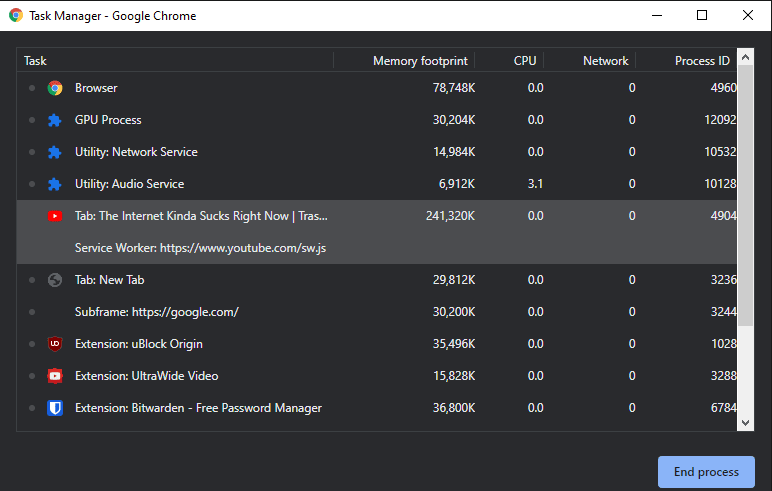 Task Manager - Google Chrome
Task Memory footprint CPU Network Process ID
Browser 78,748K 0.0 0 4960
GPU Process 30,204K 0.0 0 12092
Utility: Network Service 14,984K 0.0 0 10532
Utility: Audio Service 6,912K 3.1 0 10128
Tab: The Internet Kinda Sucks Right Now | Tras... 241,320K 0.0 0 4904
Service Worker: https://www.youtube.com/sw.js
Tab: New Tab 29,812K 0.0 0 3236
Subframe: https://google.com/ 30,200K 0.0 0 3244
Extension: uBlock Origin 35,496K 0.0 0 1028
Extension: UltraWide Video 15,828K 0.0 0 3288
Extension: Bitwarden - Free Password Manager 36,800K 0.0 0 6784
End process